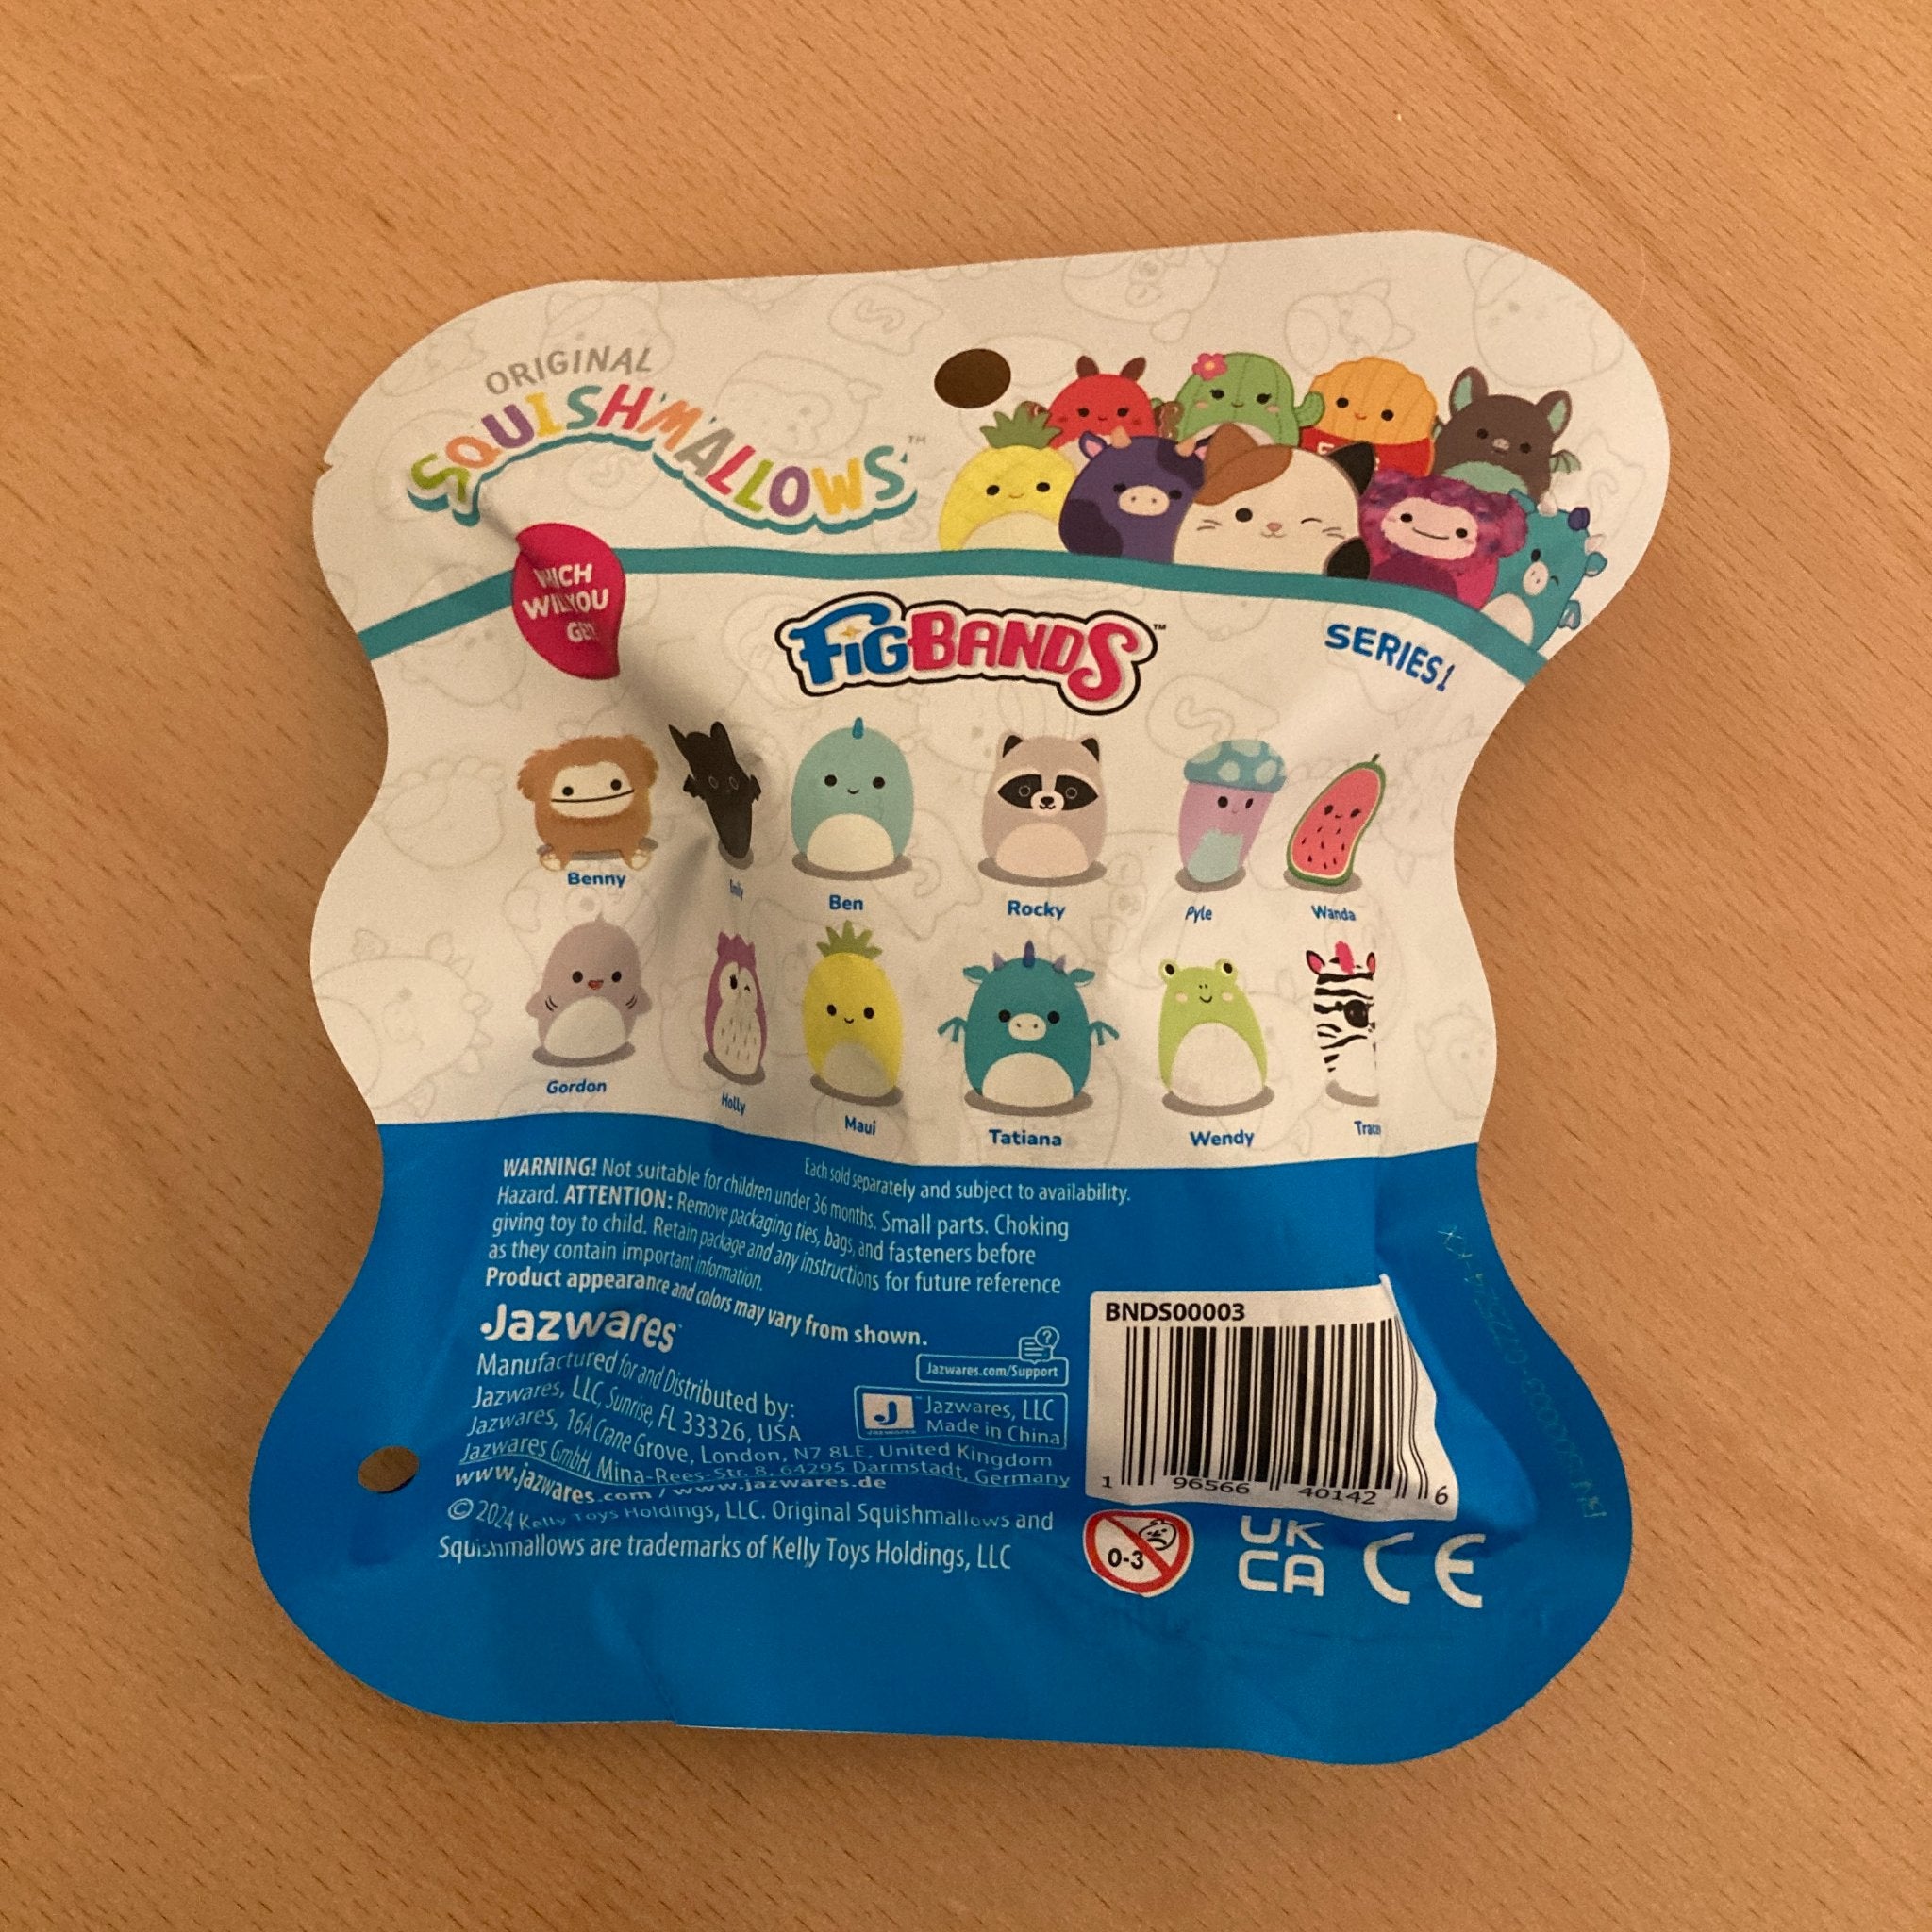 ORIGINAL
SQUISHMALLOWS™
WILL YOU
FiGBANDS™
SERIES 1
Benny
Emily
Ben
Rocky
Pyle
Wanda
Gordon
Holly
Maui
Tatiana
Wendy
Each sold separately and subject to availability.
WARNING! Not suitable for children under 36 months. Small parts. Choking
Hazard. ATTENTION: Remove packaging ties, bags, and fasteners before
giving toy to child. Retain package and any instructions for future reference
as they contain important information.
Product appearance and colors may vary from shown.
Jazwares
Jazwares.com/Support
Manufactured for and Distributed by:
Jazwares, LLC, Sunrise, FL 33326, USA
Jazwares, 16A Crane Grove, London, N7 8LE, United Kingdom
Jazwares GmbH, Mina-Rees-Str. 8, 64295 Darmstadt, Germany
www.jazwares.com / www.jazwares.de
J™ Jazwares, LLC
Made in China
© 2024 Kelly Toys Holdings, LLC. Original Squishmallows and
Squishmallows are trademarks of Kelly Toys Holdings, LLC
BNDS00003
1 96566 40142 6
0-3
UK
CA
CE